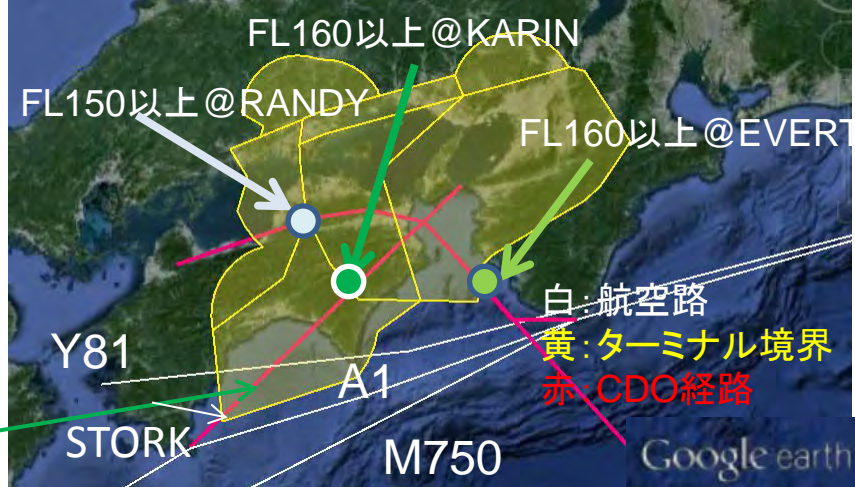 FL160以上@KARIN
FL150以上@RANDY
FL160以上@EVERT
白:航空路
黄:ターミナル境界
赤:CDO経路
Y81
A1
STORK
M750
Google earth